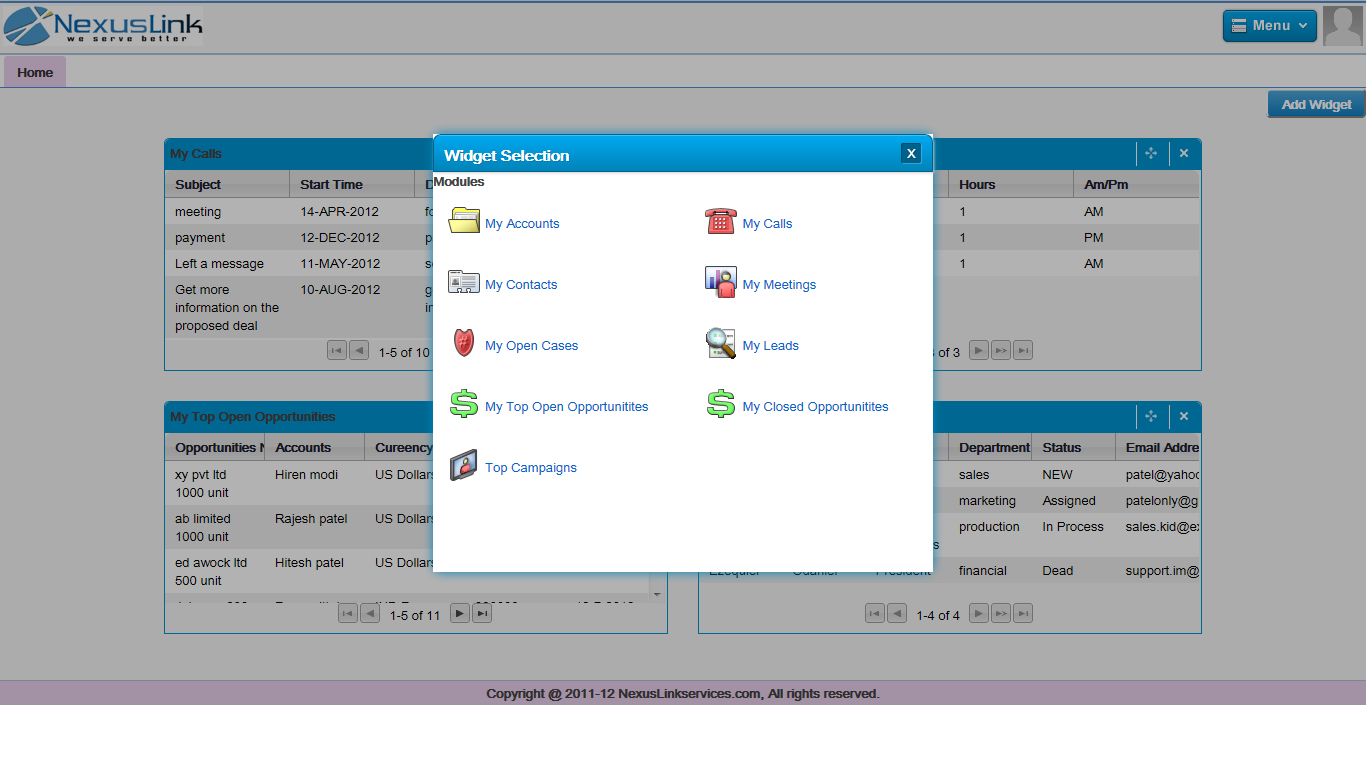 NexusLink
we serve better
Menu
Home
Add Widget
My Calls
Subject Start Time
Hours Am/Pm
meeting 14-APR-2012
1 AM
payment 12-DEC-2012
1 PM
Left a message 11-MAY-2012
1 AM
Get more 10-AUG-2012
information on the
proposed deal
1-5 of 10
of 3
Widget Selection X
Modules
My Accounts My Calls
My Contacts My Meetings
My Open Cases My Leads
My Top Open Opportunitites My Closed Opportunitites
Top Campaigns
My Top Open Opportunities
Opportunities N Accounts Cureency
xy pvt ltd Hiren modi US Dollars
1000 unit
ab limited Rajesh patel US Dollars
1000 unit
ed awock ltd Hitesh patel US Dollars
500 unit
1-5 of 11
Department Status Email Addre
sales NEW patel@yahoo
marketing Assigned patelonly@g
production In Process sales.kid@ex
President financial Dead support.im@
1-4 of 4
Copyright @ 2011-12 NexusLinkservices.com, All rights reserved.